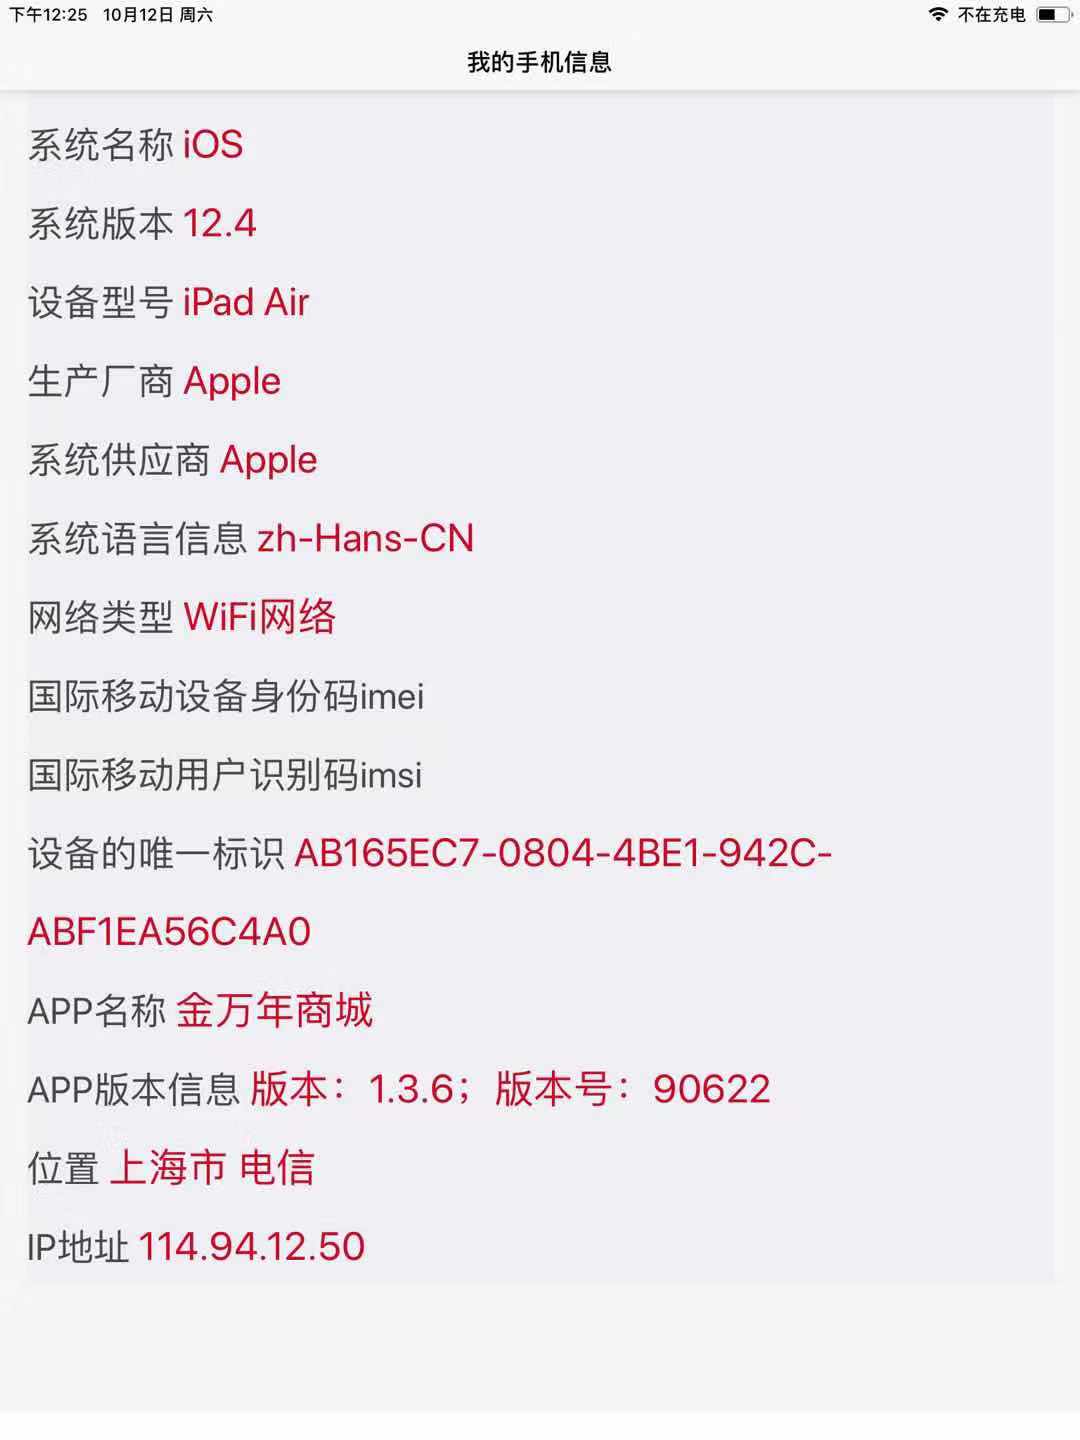 下午12:25 10月12日 周六 不在充电
我的手机信息
系统名称 iOS
系统版本 12.4
设备型号 iPad Air
生产厂商 Apple
系统供应商 Apple
系统语言信息 zh-Hans-CN
网络类型 WiFi网络
国际移动设备身份码imei
国际移动用户识别码imsi
设备的唯一标识 AB165EC7-0804-4BE1-942C-
ABF1EA56C4A0
APP名称 金万年商城
APP版本信息 版本：1.3.6；版本号：90622
位置 上海市 电信
IP地址 114.94.12.50